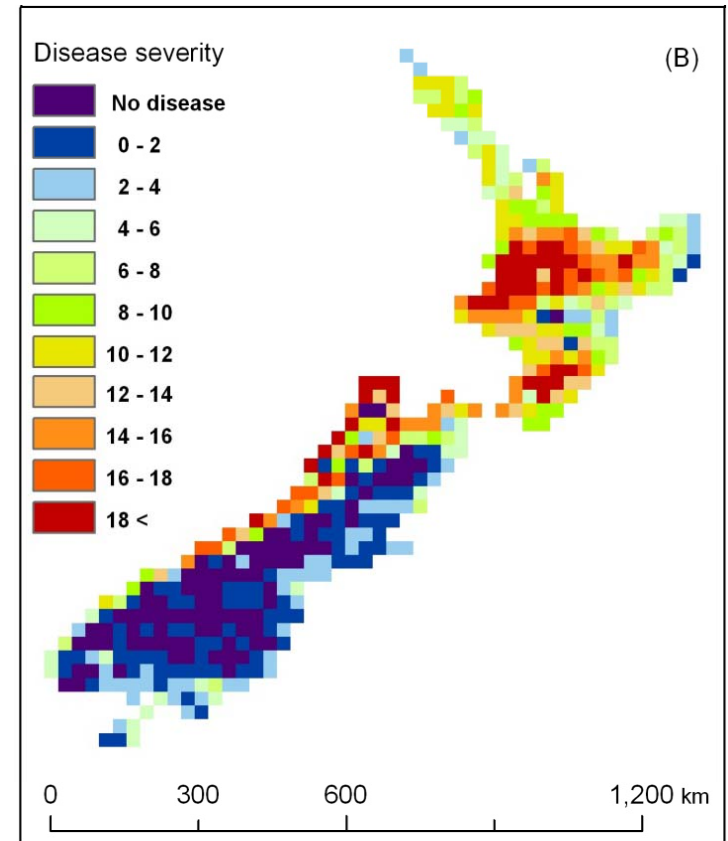 Disease severity
(B)
No disease
0 - 2
2 - 4
4 - 6
6 - 8
8 - 10
10 - 12
12 - 14
14 - 16
16 - 18
18 <
0 300 600 1,200 km